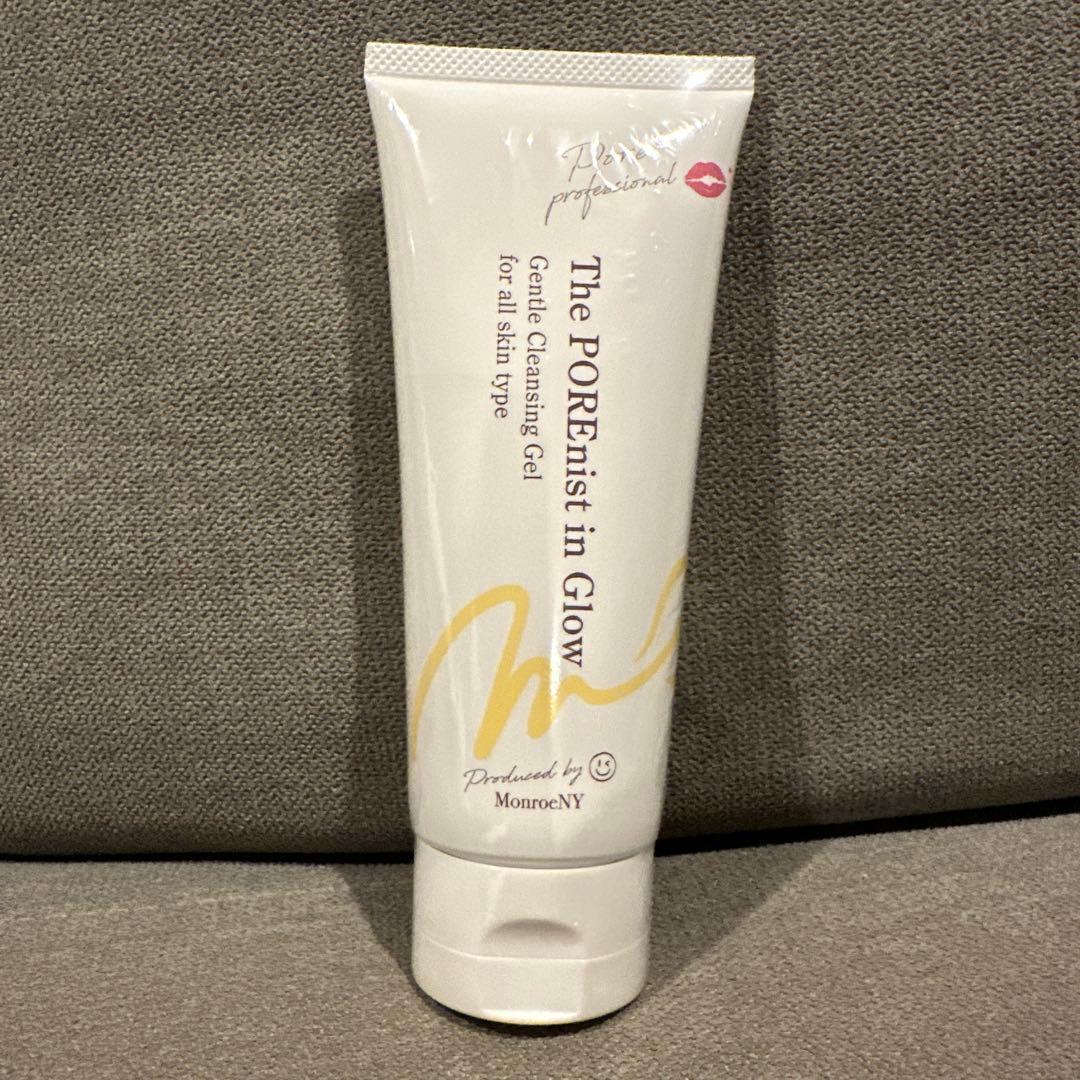 professional
The POREnist in Glow
Gentle Cleansing Gel
for all skin type
Produced by
MonroeNY